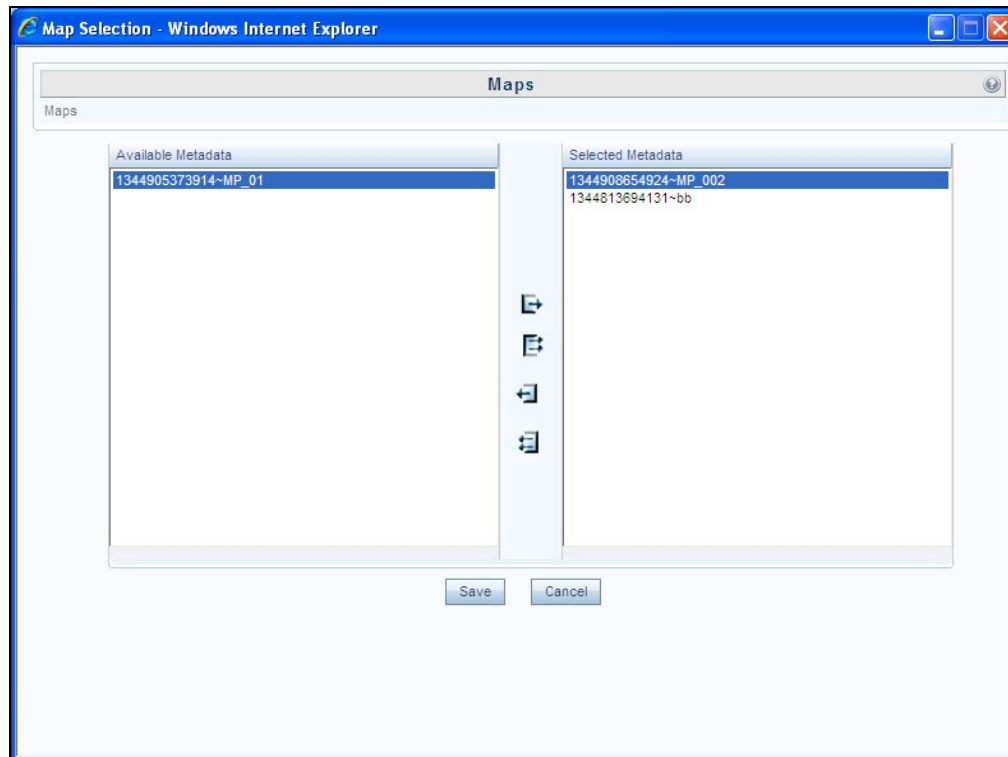 Map Selection - Windows Internet Explorer
Maps
Maps
Available Metadata
1344905373914~MP_01
Selected Metadata
1344908654924~MP_002
1344813694131~bb
Save
Cancel